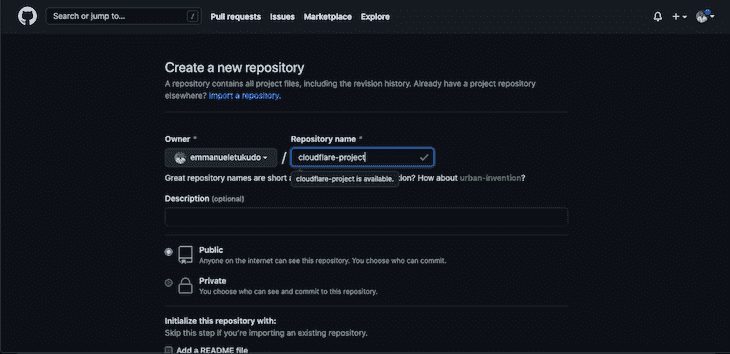 Search or jump to... / Pull requests Issues Marketplace Explore
Create a new repository
A repository contains all project files, including the revision history. Already have a project repository
elsewhere? Import a repository.
Owner * Repository name *
emmanueletukudo / cloudflare-project
cloudflare-project is available.
Great repository names are short a tion? How about urban-invention?
Description (optional)
Public
Anyone on the internet can see this repository. You choose who can commit.
Private
You choose who can see and commit to this repository.
Initialize this repository with:
Skip this step if you're importing an existing repository.
Add a README file